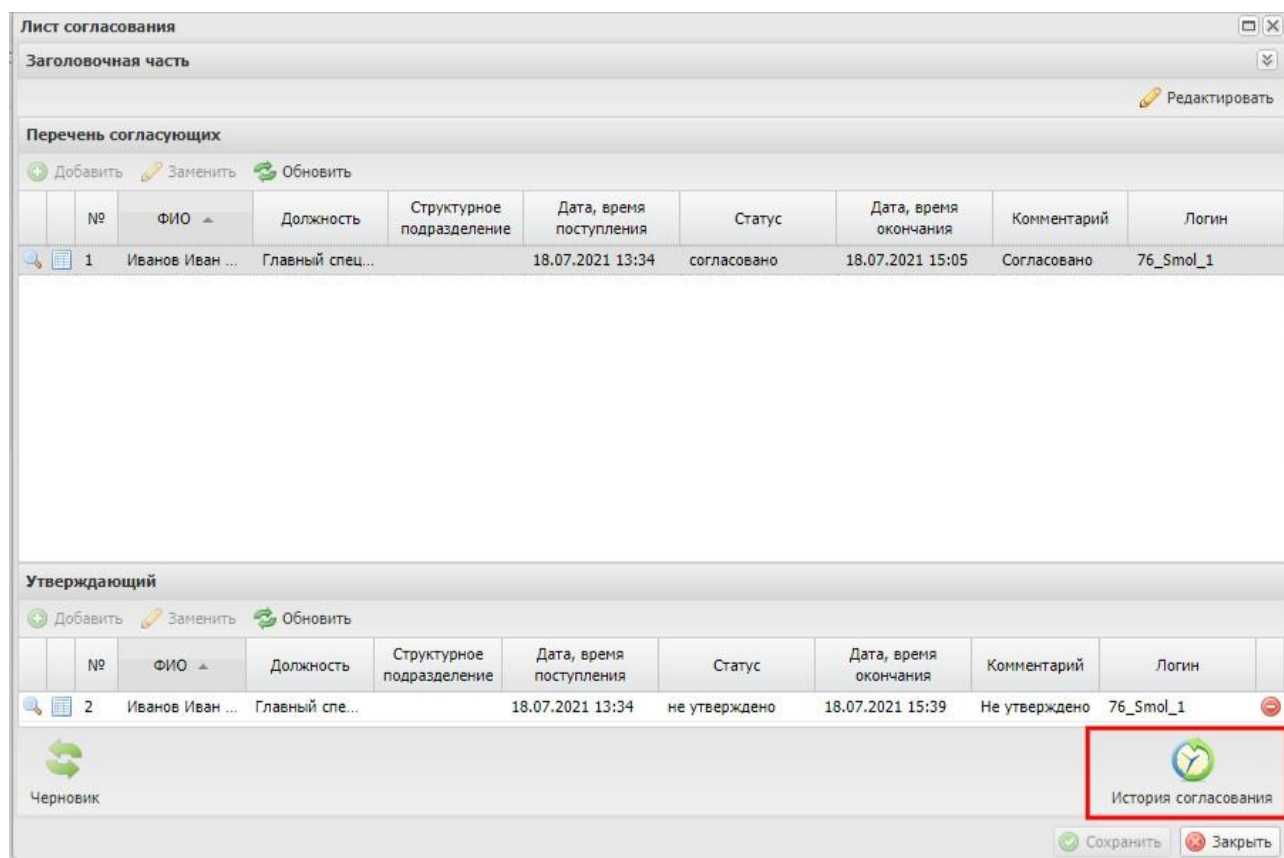 Лист согласования
Заголовочная часть
Редактировать
Перечень согласующих
Добавить Заменить Обновить
№ ФИО Должность Структурное подразделение Дата, время поступления Статус Дата, время окончания Комментарий Логин
1 Иванов Иван ... Главный спец... 18.07.2021 13:34 согласовано 18.07.2021 15:05 Согласовано 76_Smol_1
Утверждающий
Добавить Заменить Обновить
№ ФИО Должность Структурное подразделение Дата, время поступления Статус Дата, время окончания Комментарий Логин
2 Иванов Иван ... Главный спе... 18.07.2021 13:34 не утверждено 18.07.2021 15:39 Не утверждено 76_Smol_1
Черновик История согласования
Сохранить Закрыть